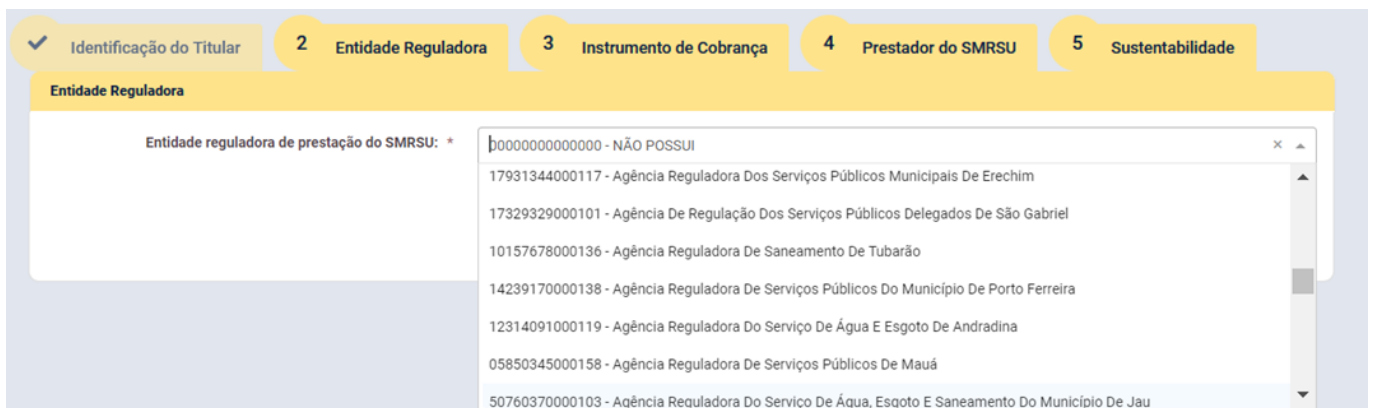 Identificação do Titular 2 Entidade Reguladora 3 Instrumento de Cobrança 4 Prestador do SMRSU 5 Sustentabilidade
Entidade Reguladora
Entidade reguladora de prestação do SMRSU: * 00000000000000 - NÃO POSSUI ×
17931344000117 - Agência Reguladora Dos Serviços Públicos Municipais De Erechim
17329329000101 - Agência De Regulação Dos Serviços Públicos Delegados De São Gabriel
10157678000136 - Agência Reguladora De Saneamento De Tubarão
14239170000138 - Agência Reguladora De Serviços Públicos Do Município De Porto Ferreira
12314091000119 - Agência Reguladora Do Serviço De Água E Esgoto De Andradina
05850345000158 - Agência Reguladora De Serviços Públicos De Mauá
50760370000103 - Agência Reguladora Do Serviço De Água, Esgoto E Saneamento Do Município De Jau